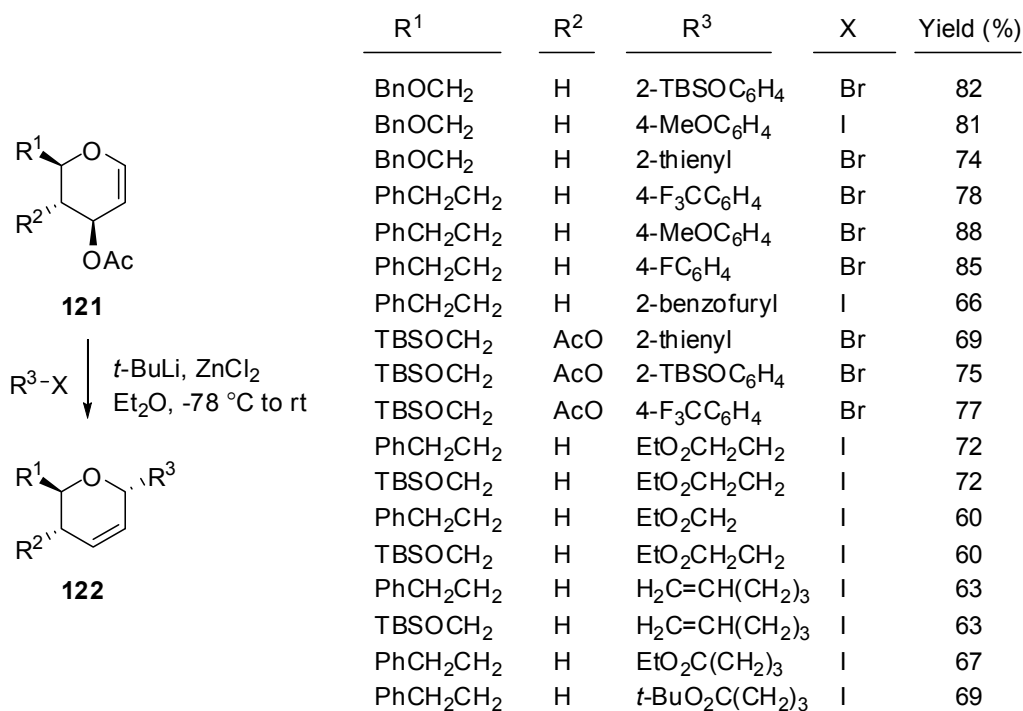 R¹ R² R³ X Yield (%)
BnOCH₂ H 2-TBSOC₆H₄ Br 82
BnOCH₂ H 4-MeOC₆H₄ I 81
BnOCH₂ H 2-thienyl Br 74
PhCH₂CH₂ H 4-F₃CC₆H₄ Br 78
PhCH₂CH₂ H 4-MeOC₆H₄ Br 88
PhCH₂CH₂ H 4-FC₆H₄ Br 85
PhCH₂CH₂ H 2-benzofuryl I 66
TBSOCH₂ AcO 2-thienyl Br 69
TBSOCH₂ AcO 2-TBSOC₆H₄ Br 75
TBSOCH₂ AcO 4-F₃CC₆H₄ Br 77
PhCH₂CH₂ H EtO₂CH₂CH₂ I 72
TBSOCH₂ H EtO₂CH₂CH₂ I 72
PhCH₂CH₂ H EtO₂CH₂ I 60
TBSOCH₂ H EtO₂CH₂CH₂ I 60
PhCH₂CH₂ H H₂C=CH(CH₂)₃ I 63
TBSOCH₂ H H₂C=CH(CH₂)₃ I 63
PhCH₂CH₂ H EtO₂C(CH₂)₃ I 67
PhCH₂CH₂ H t-BuO₂C(CH₂)₃ I 69
R¹ O
R²
OAc
121
R³-X t-BuLi, ZnCl₂
Et₂O, -78 °C to rt
R¹ O R³
R²
122